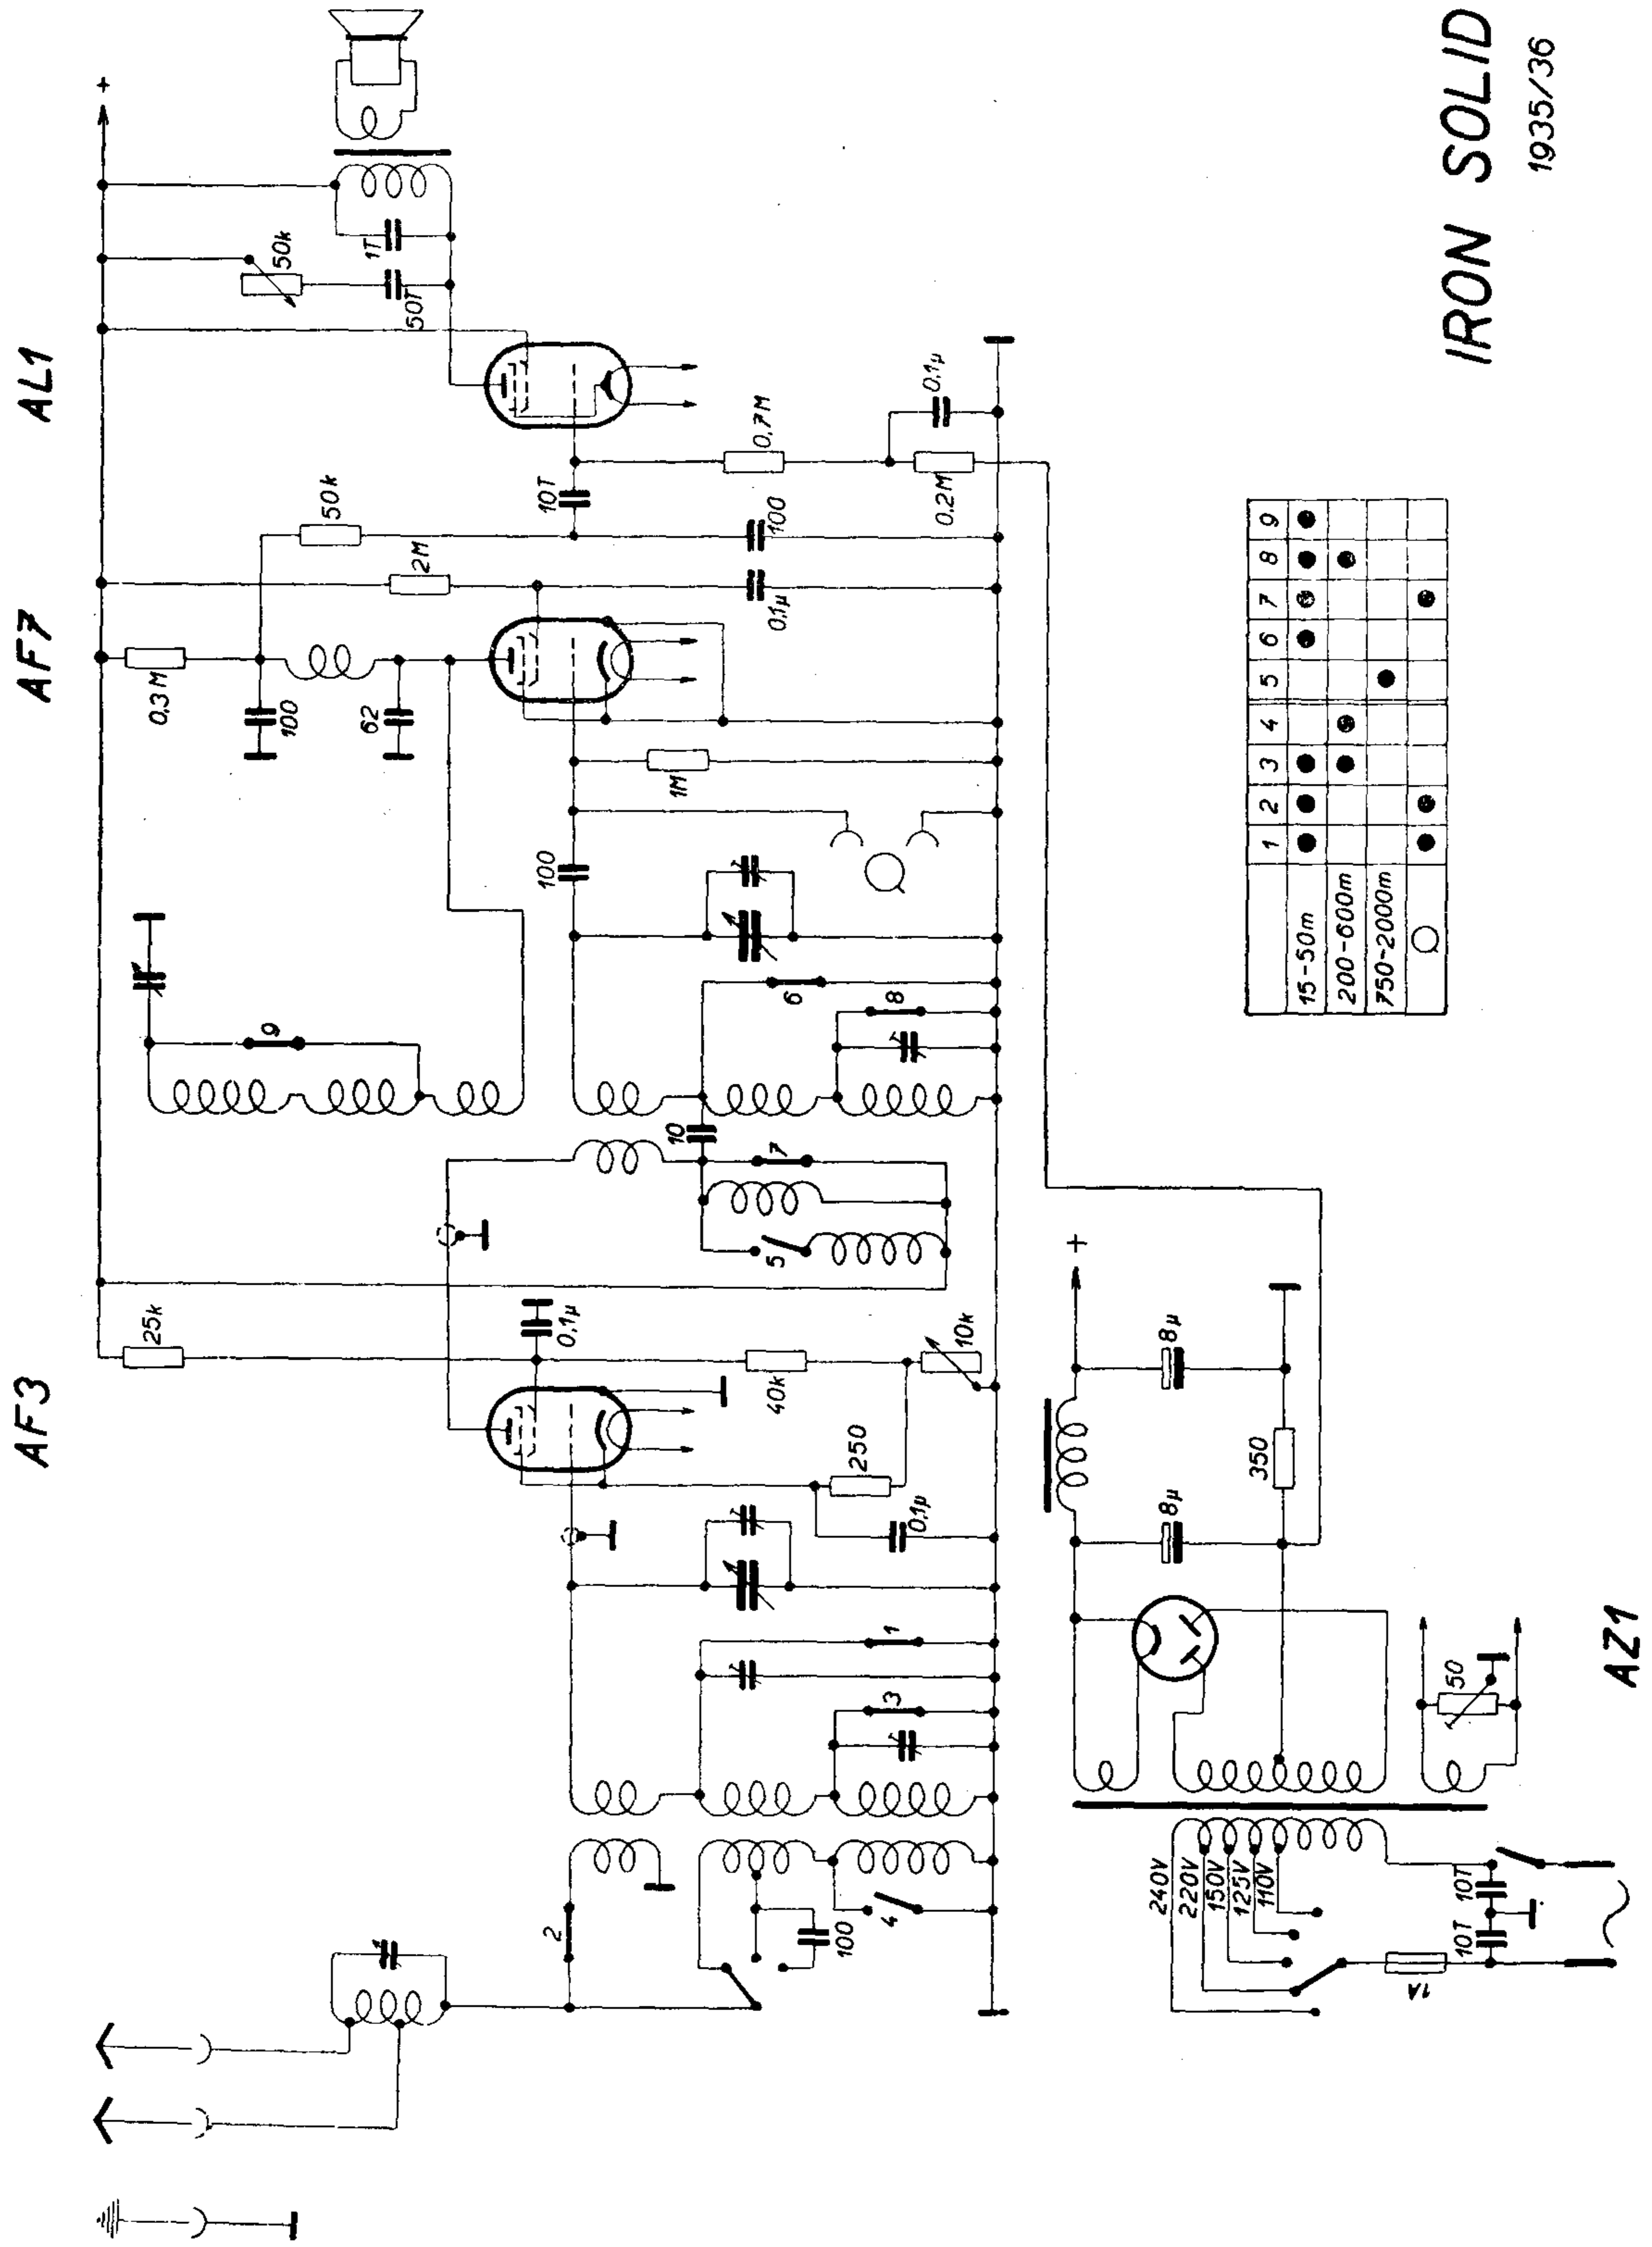 AF3
AF7
AL1
+
25k
0,3M
100
62
2M
50k
50k
50T
1T
9
0,1µ
10
100
10T
2
5
7
6
8
1M
0,1µ
100
0,7M
0.2M
0.1µ
100
4
3
1
0,1µ
250
40k
10k
240V
220V
150V
125V
110V
1A
10T
10T
8µ
8µ
350
+
50
AZ1
1 2 3 4 5 6 7 8 9
15-50m
200-600m
750-2000m
IRON SOLID
1935/36